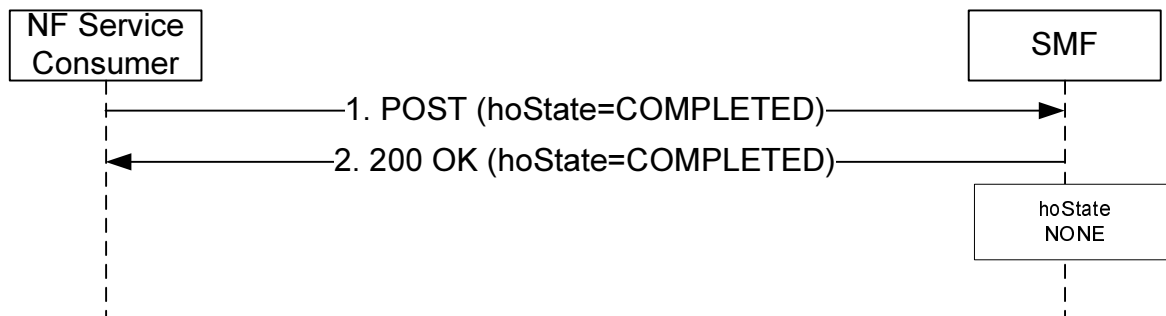 NF Service
Consumer
SMF
1. POST (hoState=COMPLETED)
2. 200 OK (hoState=COMPLETED)
hoState
NONE